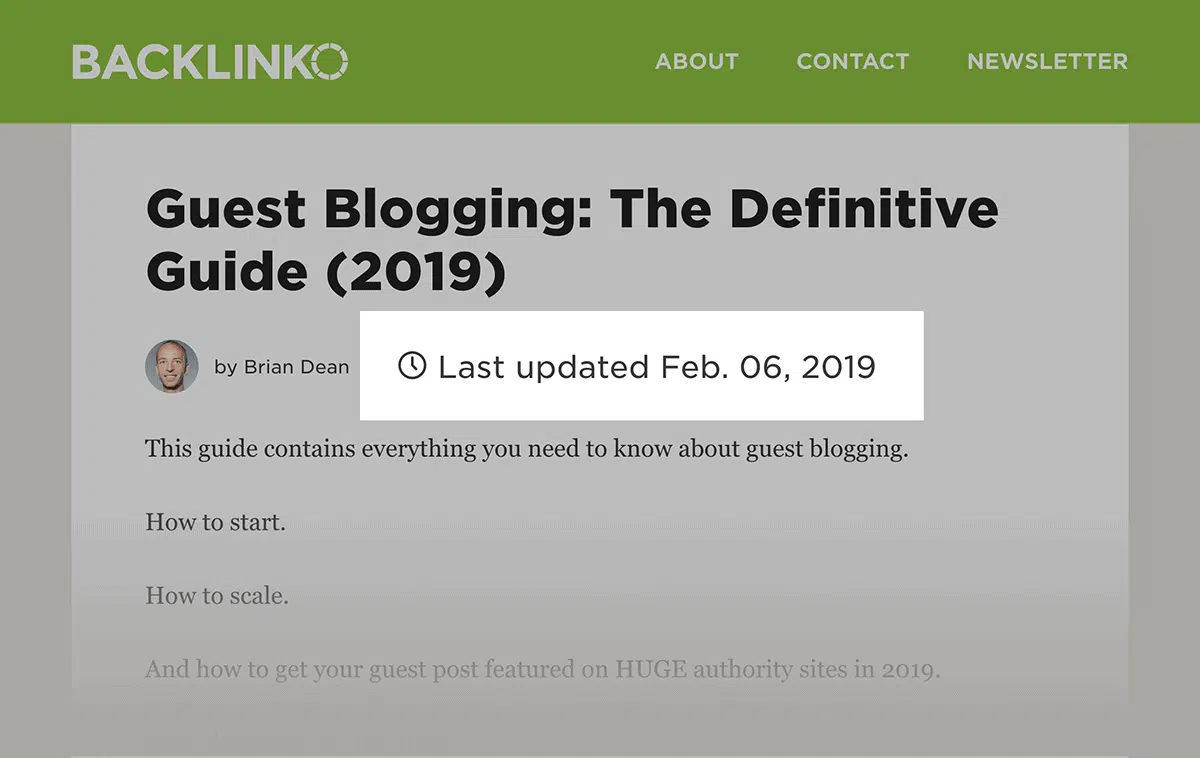 BACKLINKO
ABOUT CONTACT NEWSLETTER
Guest Blogging: The Definitive
Guide (2019)
by Brian Dean Last updated Feb. 06, 2019
This guide contains everything you need to know about guest blogging.
How to start.
How to scale.
And how to get your guest post featured on HUGE authority sites in 2019.